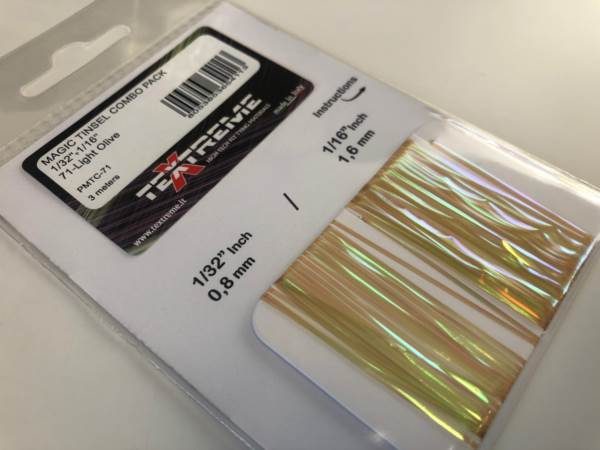 MAGIC TINSEL COMBO PACK
1/32"-1/16"
71-Light Olive
PMTC-71
3 meters
TEXTREME
HIGH TECH FLY TYING MATERIALS
made in Italy
www.textreme.it
Instructions
1/16" Inch
1,6 mm
/
1/32" Inch
0,8 mm